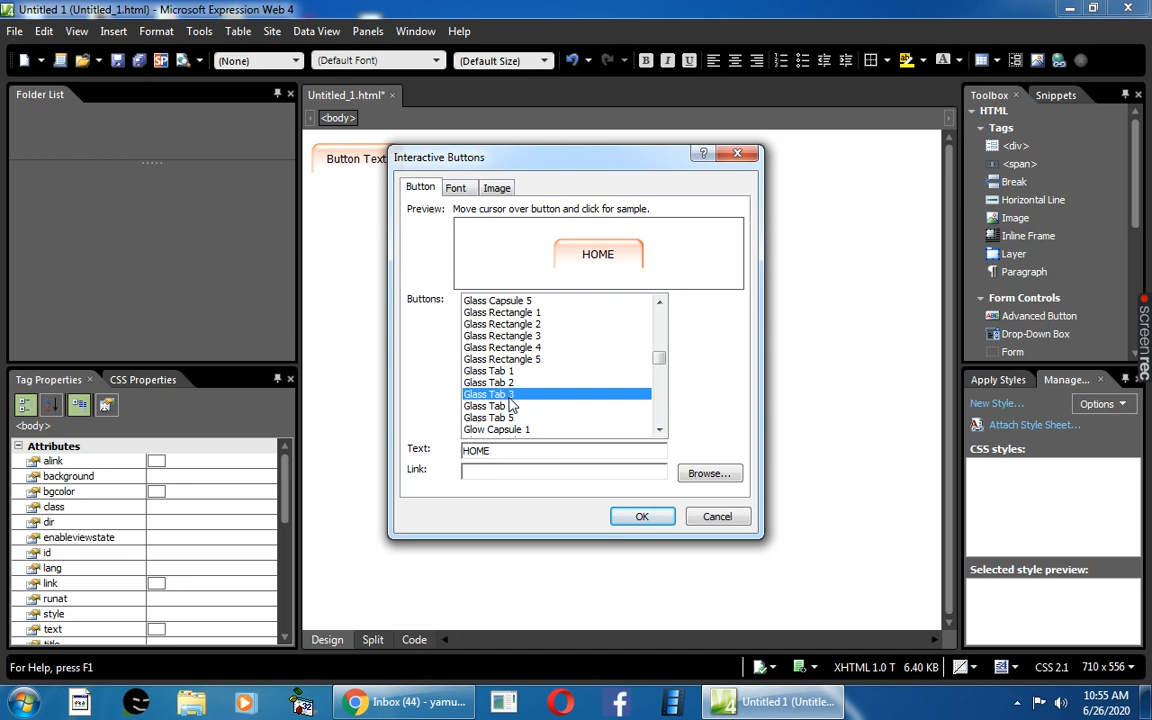 Untitled 1 (Untitled_1.html) - Microsoft Expression Web 4
File Edit View Insert Format Tools Table Site Data View Panels Window Help
(None) (Default Font) (Default Size)
Folder List
Untitled_1.html*
<body>
Button Text
Interactive Buttons
Button Font Image
Preview: Move cursor over button and click for sample.
HOME
Buttons:
Glass Capsule 5
Glass Rectangle 1
Glass Rectangle 2
Glass Rectangle 3
Glass Rectangle 4
Glass Rectangle 5
Glass Tab 1
Glass Tab 2
Glass Tab 3
Glass Tab
Glass Tab 5
Glow Capsule 1
Text: HOME
Link:
Browse...
OK Cancel
Toolbox Snippets
HTML
Tags
<div>
<span>
Break
Horizontal Line
Image
Inline Frame
Layer
Paragraph
Form Controls
Advanced Button
Drop-Down Box
Form
screenrec
Tag Properties CSS Properties
<body>
Attributes
alink
background
bgcolor
class
dir
enableviewstate
id
lang
link
runat
style
text
Apply Styles Manage...
New Style... Options
Attach Style Sheet...
CSS styles:
Selected style preview:
Design Split Code
For Help, press F1
XHTML 1.0 T 6.40 KB CSS 2.1 710 x 556
Inbox (44) - yamu...
Untitled 1 (Untitle...
10:55 AM
6/26/2020